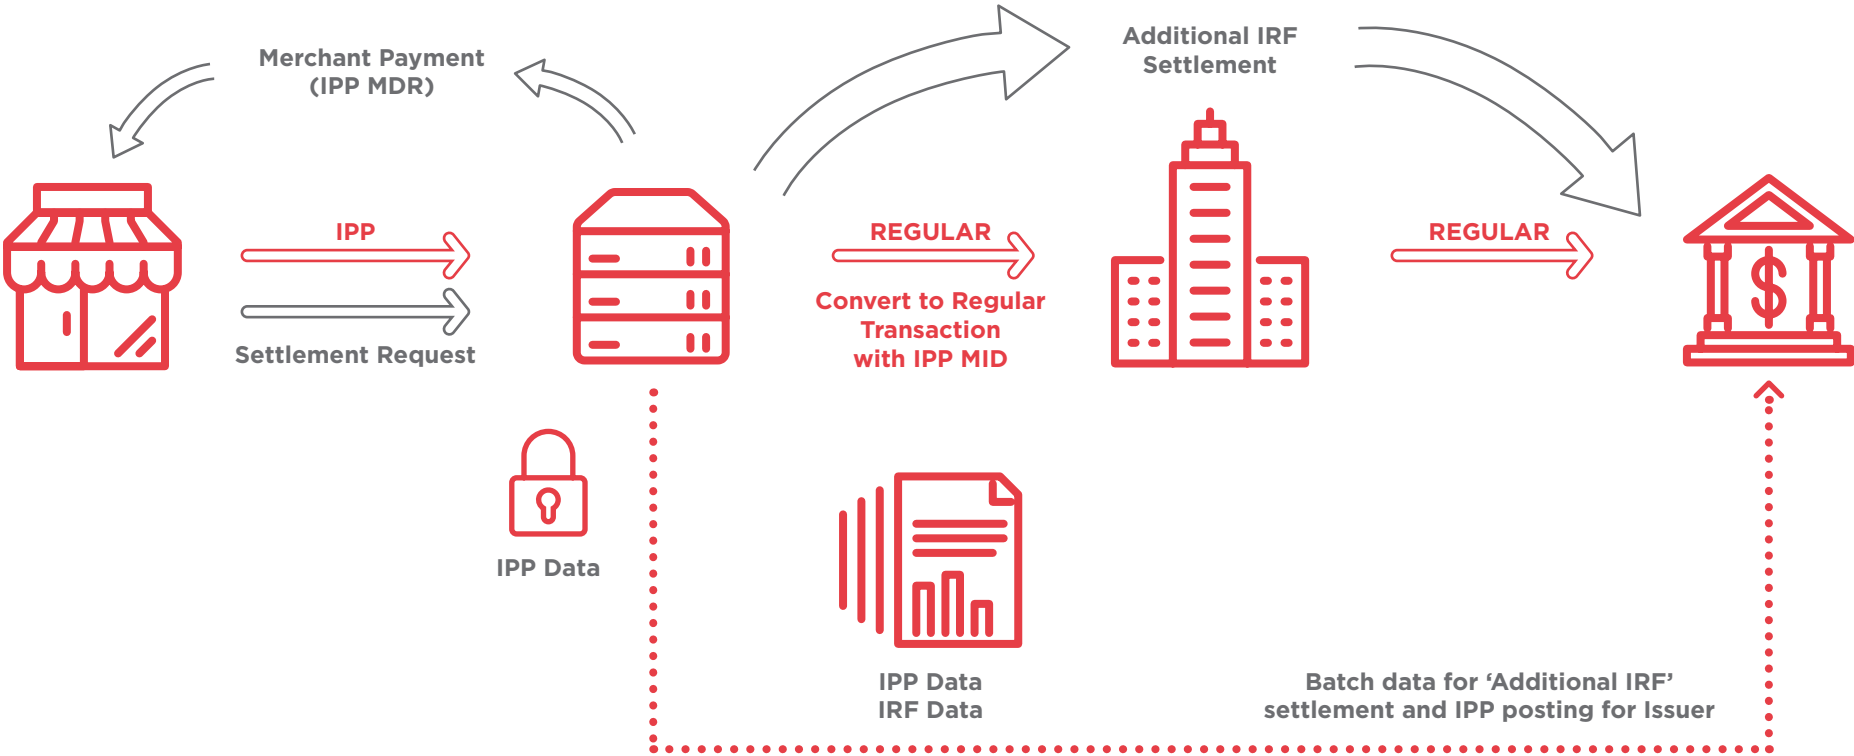 Merchant Payment
(IPP MDR)
Additional IRF
Settlement
IPP
Settlement Request
REGULAR
Convert to Regular
Transaction
with IPP MID
REGULAR
IPP Data
IPP Data
IRF Data
Batch data for ‘Additional IRF’
settlement and IPP posting for Issuer